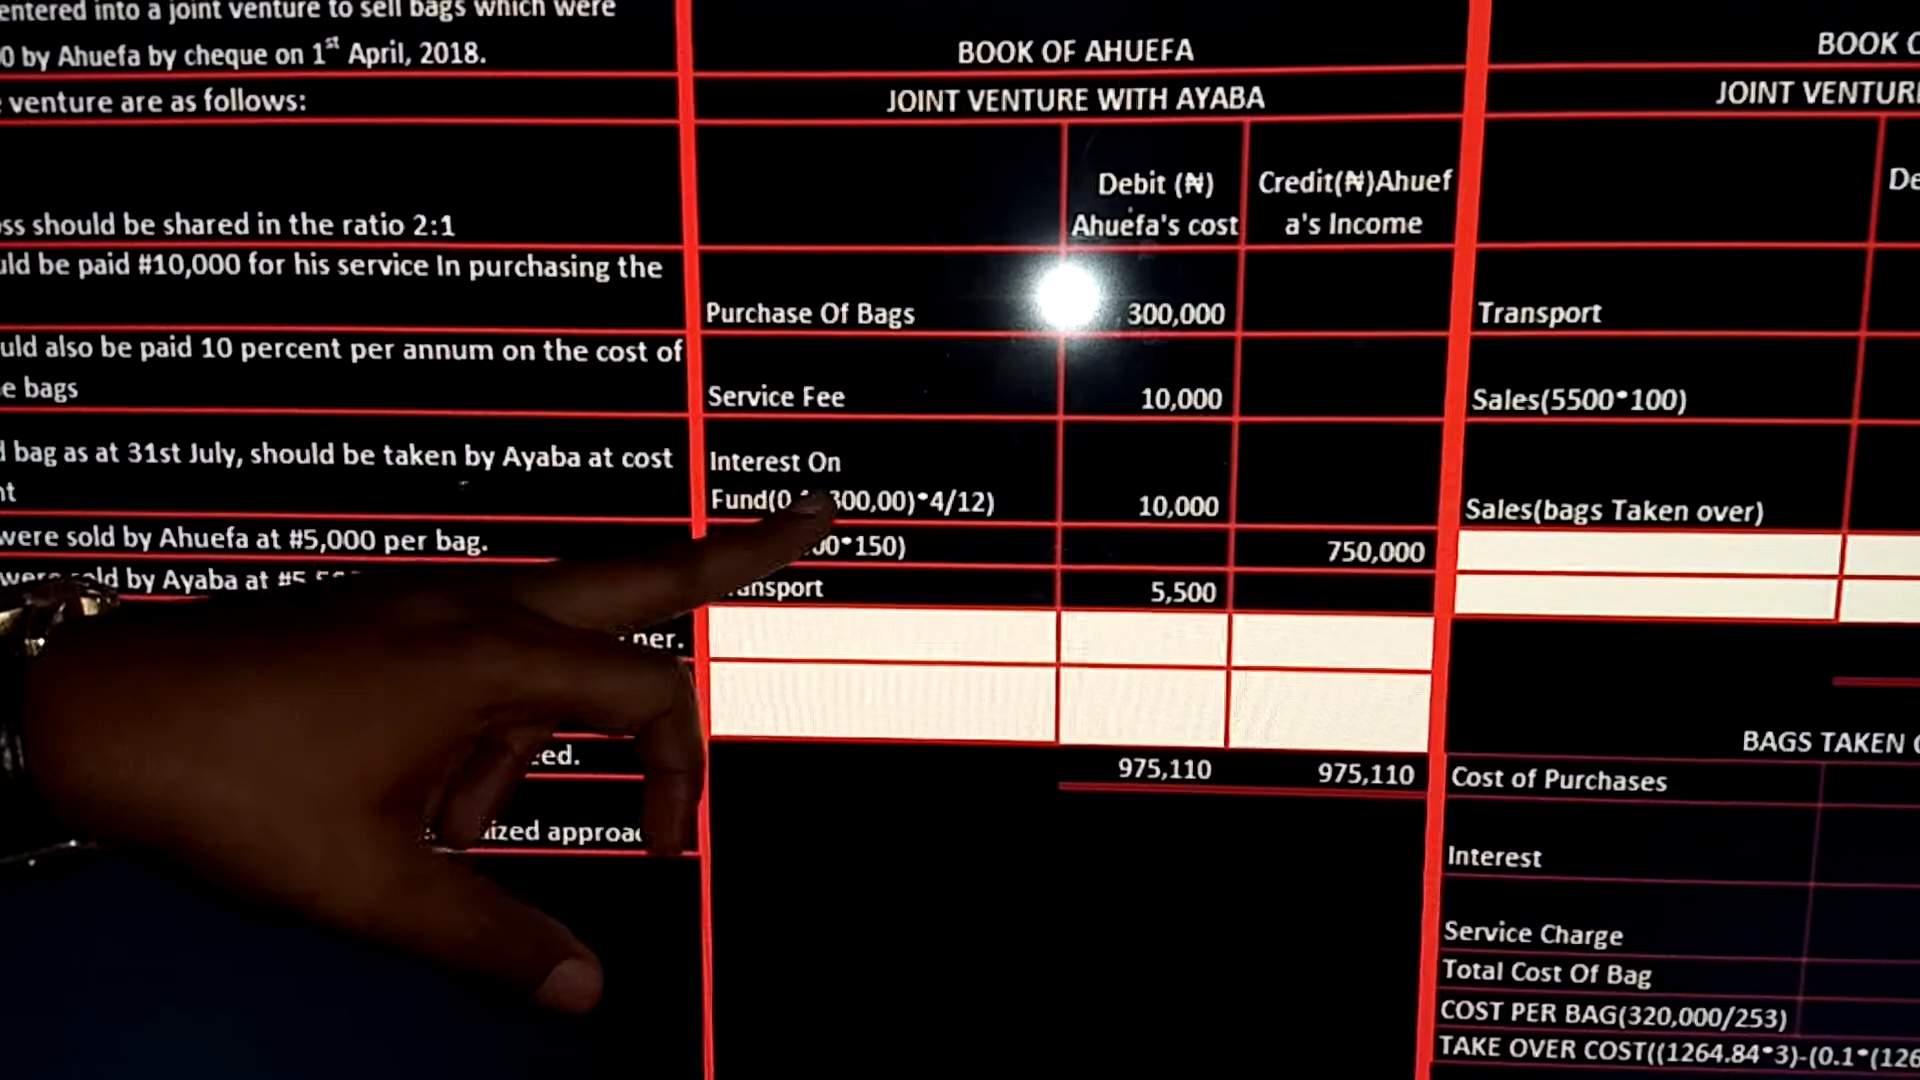 entered into a joint venture to sell bags which were
0 by Ahuefa by cheque on 1st April, 2018.
venture are as follows:
ss should be shared in the ratio 2:1
uld be paid #10,000 for his service In purchasing the
uld also be paid 10 percent per annum on the cost of
e bags
bag as at 31st July, should be taken by Ayaba at cost
nt
were sold by Ahuefa at #5,000 per bag.
sold by Ayaba at
ner.
ed.
ized approa
BOOK OF AHUEFA
JOINT VENTURE WITH AYABA
Debit (₦) Credit(₦)Ahuef
Ahuefa's cost a's Income
Purchase Of Bags 300,000
Service Fee 10,000
Interest On
Fund(0. 300,00)*4/12) 10,000
00*150) 750,000
ansport 5,500
975,110 975,110
BOOK O
JOINT VENTURE
De
Transport
Sales(5500*100)
Sales(bags Taken over)
BAGS TAKEN O
Cost of Purchases
Interest
Service Charge
Total Cost Of Bag
COST PER BAG(320,000/253)
TAKE OVER COST((1264.84*3)-(0.1*(126